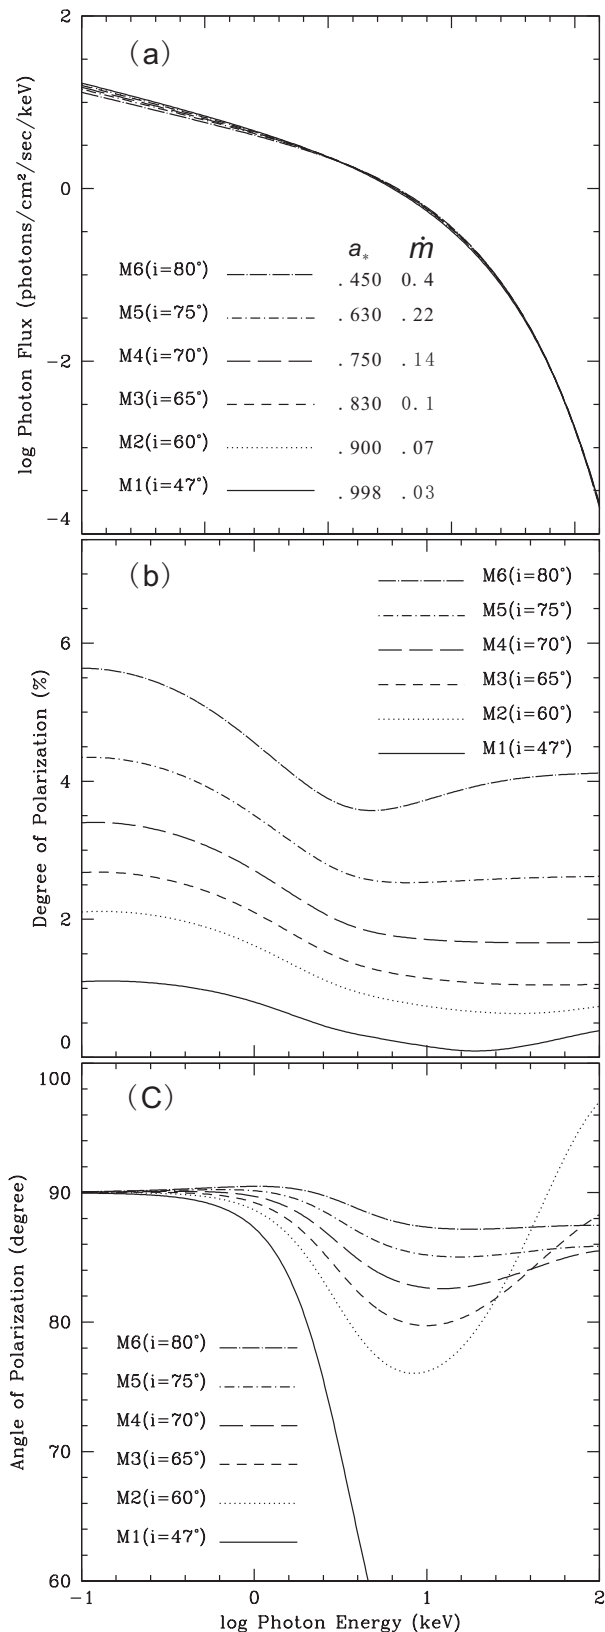 2
(a)
log Photon Flux (photons/cm²/sec/keV)
0
a* ṁ
M6(i=80°) .450 0.4
M5(i=75°) .630 .22
-2
M4(i=70°) .750 .14
M3(i=65°) .830 0.1
M2(i=60°) .900 .07
M1(i=47°) .998 .03
-4
(b)
M6(i=80°)
M5(i=75°)
6
M4(i=70°)
M3(i=65°)
M2(i=60°)
M1(i=47°)
Degree of Polarization (%)
4
2
0
100
(C)
90
Angle of Polarization (degree)
80
M6(i=80°)
M5(i=75°)
M4(i=70°)
70
M3(i=65°)
M2(i=60°)
M1(i=47°)
60
-1 0 1 2
log Photon Energy (keV)